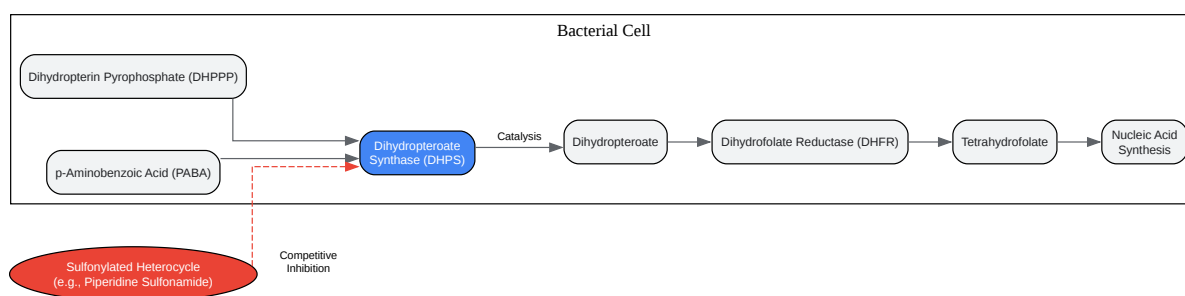 Bacterial Cell
Dihydropterin Pyrophosphate (DHPPP)
p-Aminobenzoic Acid (PABA)
Dihydropteroate
Synthase (DHPS)
Catalysis
Dihydropteroate
Dihydrofolate Reductase (DHFR)
Tetrahydrofolate
Nucleic Acid
Synthesis
Sulfonylated Heterocycle
(e.g., Piperidine Sulfonamide)
Competitive
Inhibition